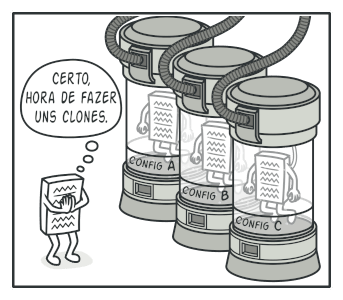 CERTO,
HORA DE FAZER
UNS CLONES.
CONFIG A
CONFIG B
CONFIG C